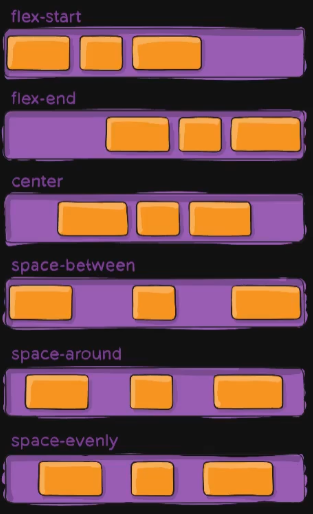 flex-start
flex-end
center
space-between
space-around
space-evenly